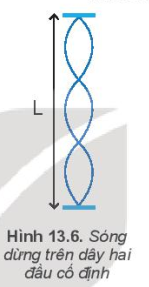 L
Hình 13.6. Sóng
dừng trên dây hai
đầu cố định